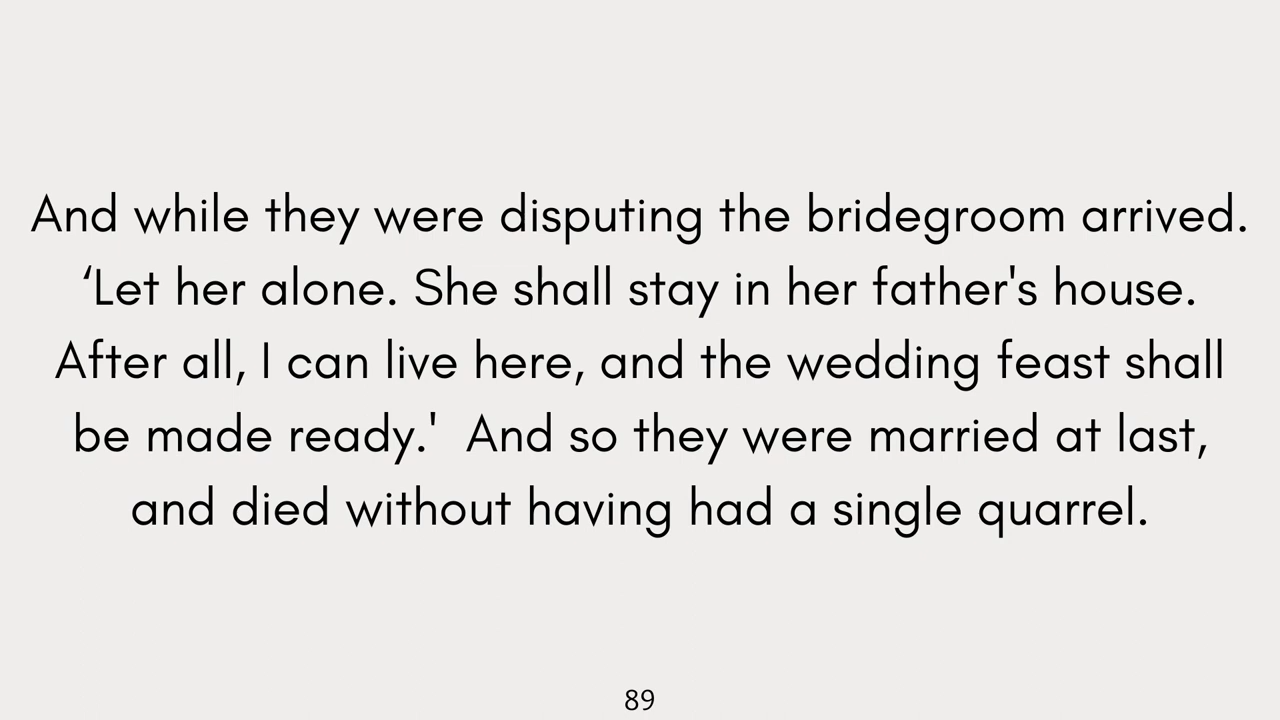 And while they were disputing the bridegroom arrived.
‘Let her alone. She shall stay in her father's house.
After all, I can live here, and the wedding feast shall
be made ready.'  And so they were married at last,
and died without having had a single quarrel.
89